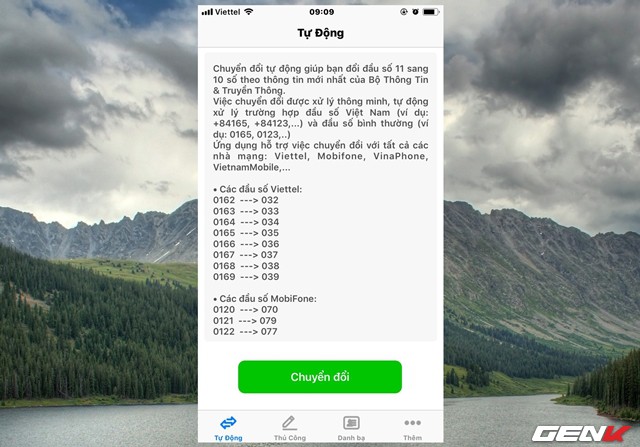 Viettel 09:09
Tự Động
Chuyển đổi tự động giúp bạn đổi đầu số 11 sang
10 số theo thông tin mới nhất của Bộ Thông Tin
& Truyền Thông.
Việc chuyển đổi được xử lý thông minh, tự động
xử lý trường hợp đầu số Việt Nam (ví dụ:
+84165, +84123,...) và đầu số bình thường (ví
dụ: 0165, 0123,..)
Ứng dụng hỗ trợ việc chuyển đổi với tất cả các
nhà mạng: Viettel, Mobifone, VinaPhone,
VietnamMobile,...
• Các đầu số Viettel:
0162 ---> 032
0163 ---> 033
0164 ---> 034
0165 ---> 035
0166 ---> 036
0167 ---> 037
0168 ---> 038
0169 ---> 039
• Các đầu số MobiFone:
0120 ---> 070
0121 ---> 079
0122 ---> 077
Chuyển đổi
Tự Động Thủ Công Danh bạ Thêm
GENK